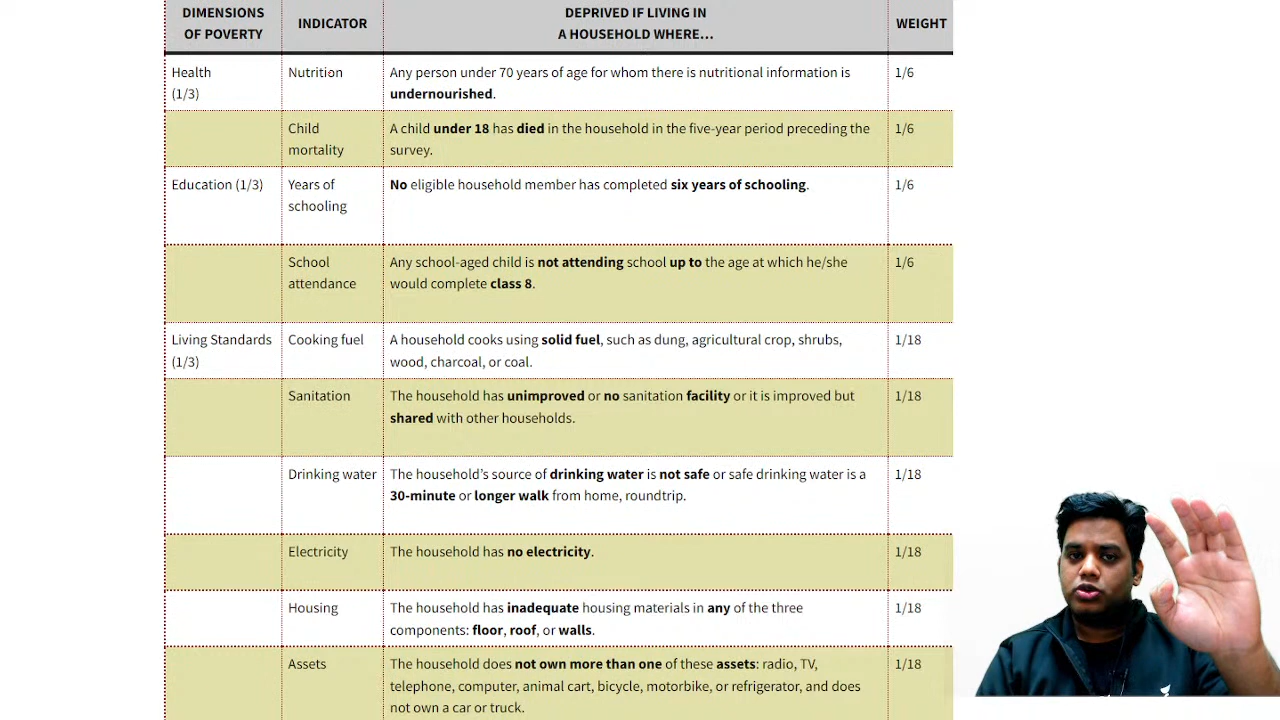 DIMENSIONS
OF POVERTY
INDICATOR
DEPRIVED IF LIVING IN
A HOUSEHOLD WHERE…
WEIGHT
Health
(1/3)
Nutrition
Any person under 70 years of age for whom there is nutritional information is
undernourished.
1/6
Child
mortality
A child under 18 has died in the household in the five-year period preceding the
survey.
1/6
Education (1/3)
Years of
schooling
No eligible household member has completed six years of schooling.
1/6
School
attendance
Any school-aged child is not attending school up to the age at which he/she
would complete class 8.
1/6
Living Standards
(1/3)
Cooking fuel
A household cooks using solid fuel, such as dung, agricultural crop, shrubs,
wood, charcoal, or coal.
1/18
Sanitation
The household has unimproved or no sanitation facility or it is improved but
shared with other households.
1/18
Drinking water
The household’s source of drinking water is not safe or safe drinking water is a
30-minute or longer walk from home, roundtrip.
1/18
Electricity
The household has no electricity.
1/18
Housing
The household has inadequate housing materials in any of the three
components: floor, roof, or walls.
1/18
Assets
The household does not own more than one of these assets: radio, TV,
telephone, computer, animal cart, bicycle, motorbike, or refrigerator, and does
not own a car or truck.
1/18